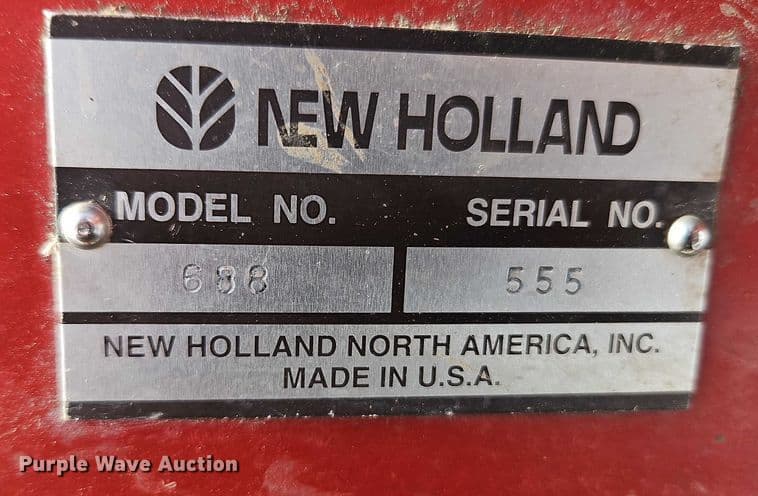 NEW HOLLAND
MODEL NO. SERIAL NO.
688 555
NEW HOLLAND NORTH AMERICA, INC.
MADE IN U.S.A.
Purple Wave Auction